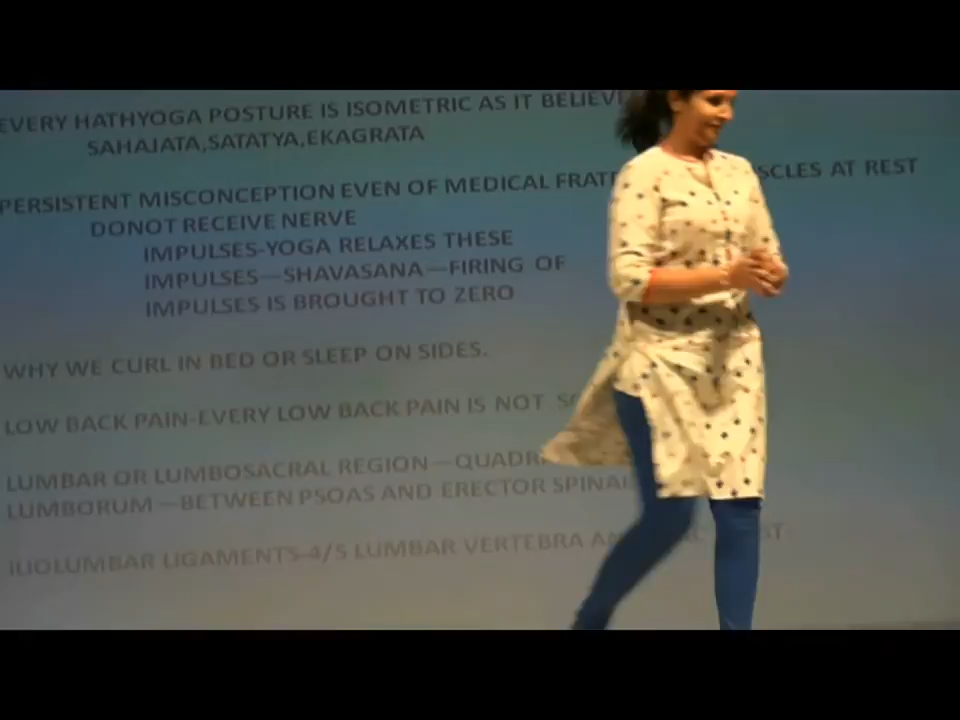 EVERY HATHYOGA POSTURE IS ISOMETRIC AS IT BELIEV
SAHAJATA,SATATYA,EKAGRATA
PERSISTENT MISCONCEPTION EVEN OF MEDICAL FRAT SCLES AT REST
DONOT RECEIVE NERVE
IMPULSES-YOGA RELAXES THESE
IMPULSES—SHAVASANA—FIRING OF
IMPULSES IS BROUGHT TO ZERO
WHY WE CURL IN BED OR SLEEP ON SIDES.
LOW BACK PAIN-EVERY LOW BACK PAIN IS NOT
LUMBAR OR LUMBOSACRAL REGION—QUADR
LUMBORUM—BETWEEN PSOAS AND ERECTOR SPINAL
ILIOLUMBAR LIGAMENTS-4/5 LUMBAR VERTEBRA